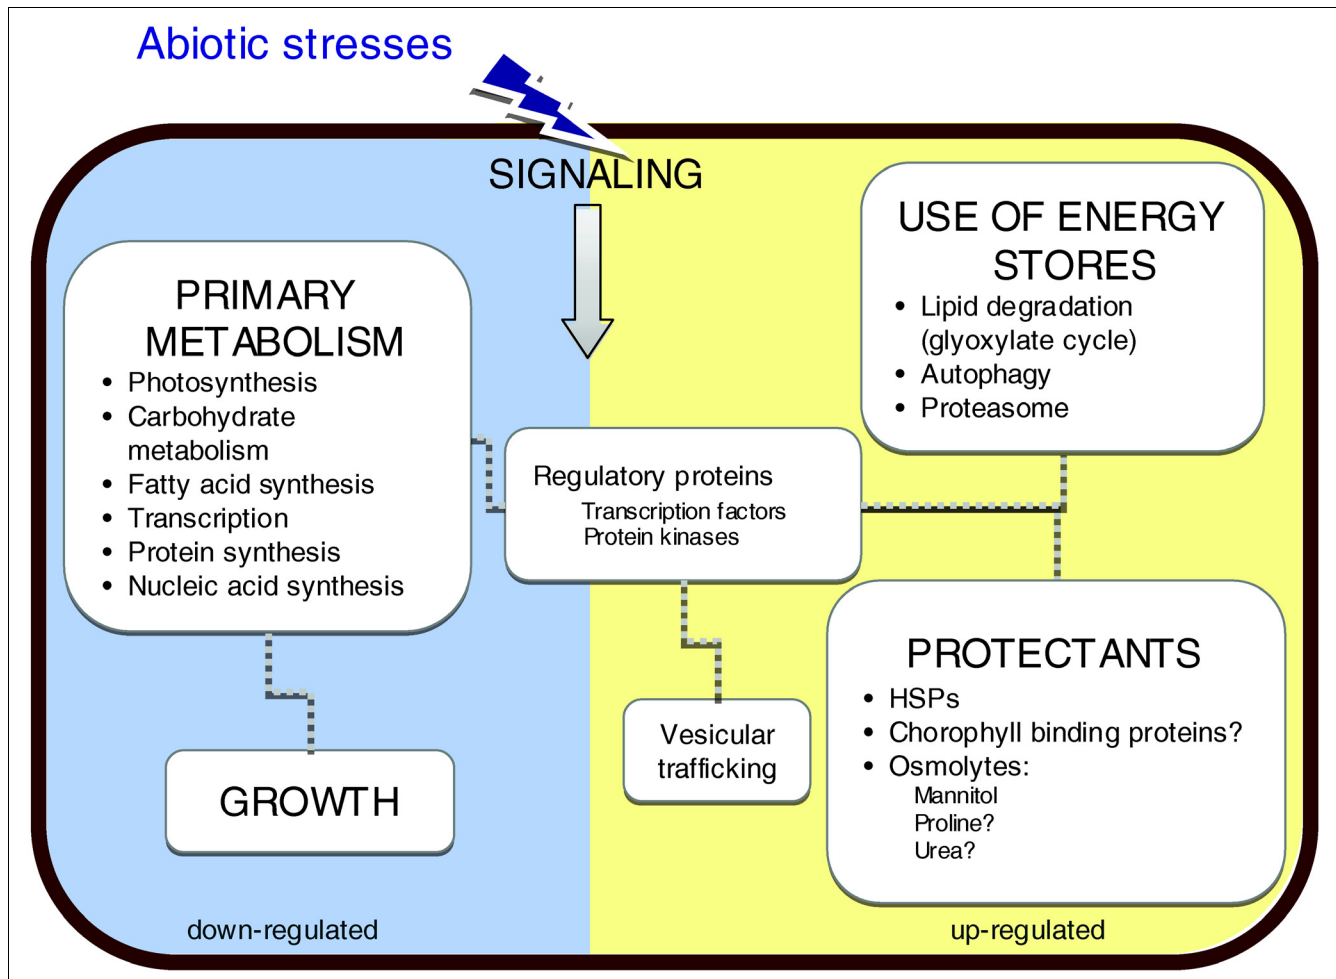 Abiotic stresses
SIGNALING
PRIMARY
METABOLISM
• Photosynthesis
• Carbohydrate
metabolism
• Fatty acid synthesis
• Transcription
• Protein synthesis
• Nucleic acid synthesis
GROWTH
down-regulated
Regulatory proteins
Transcription factors
Protein kinases
Vesicular
trafficking
USE OF ENERGY
STORES
• Lipid degradation
(glyoxylate cycle)
• Autophagy
• Proteasome
PROTECTANTS
• HSPs
• Chorophyll binding proteins?
• Osmolytes:
Mannitol
Proline?
Urea?
up-regulated